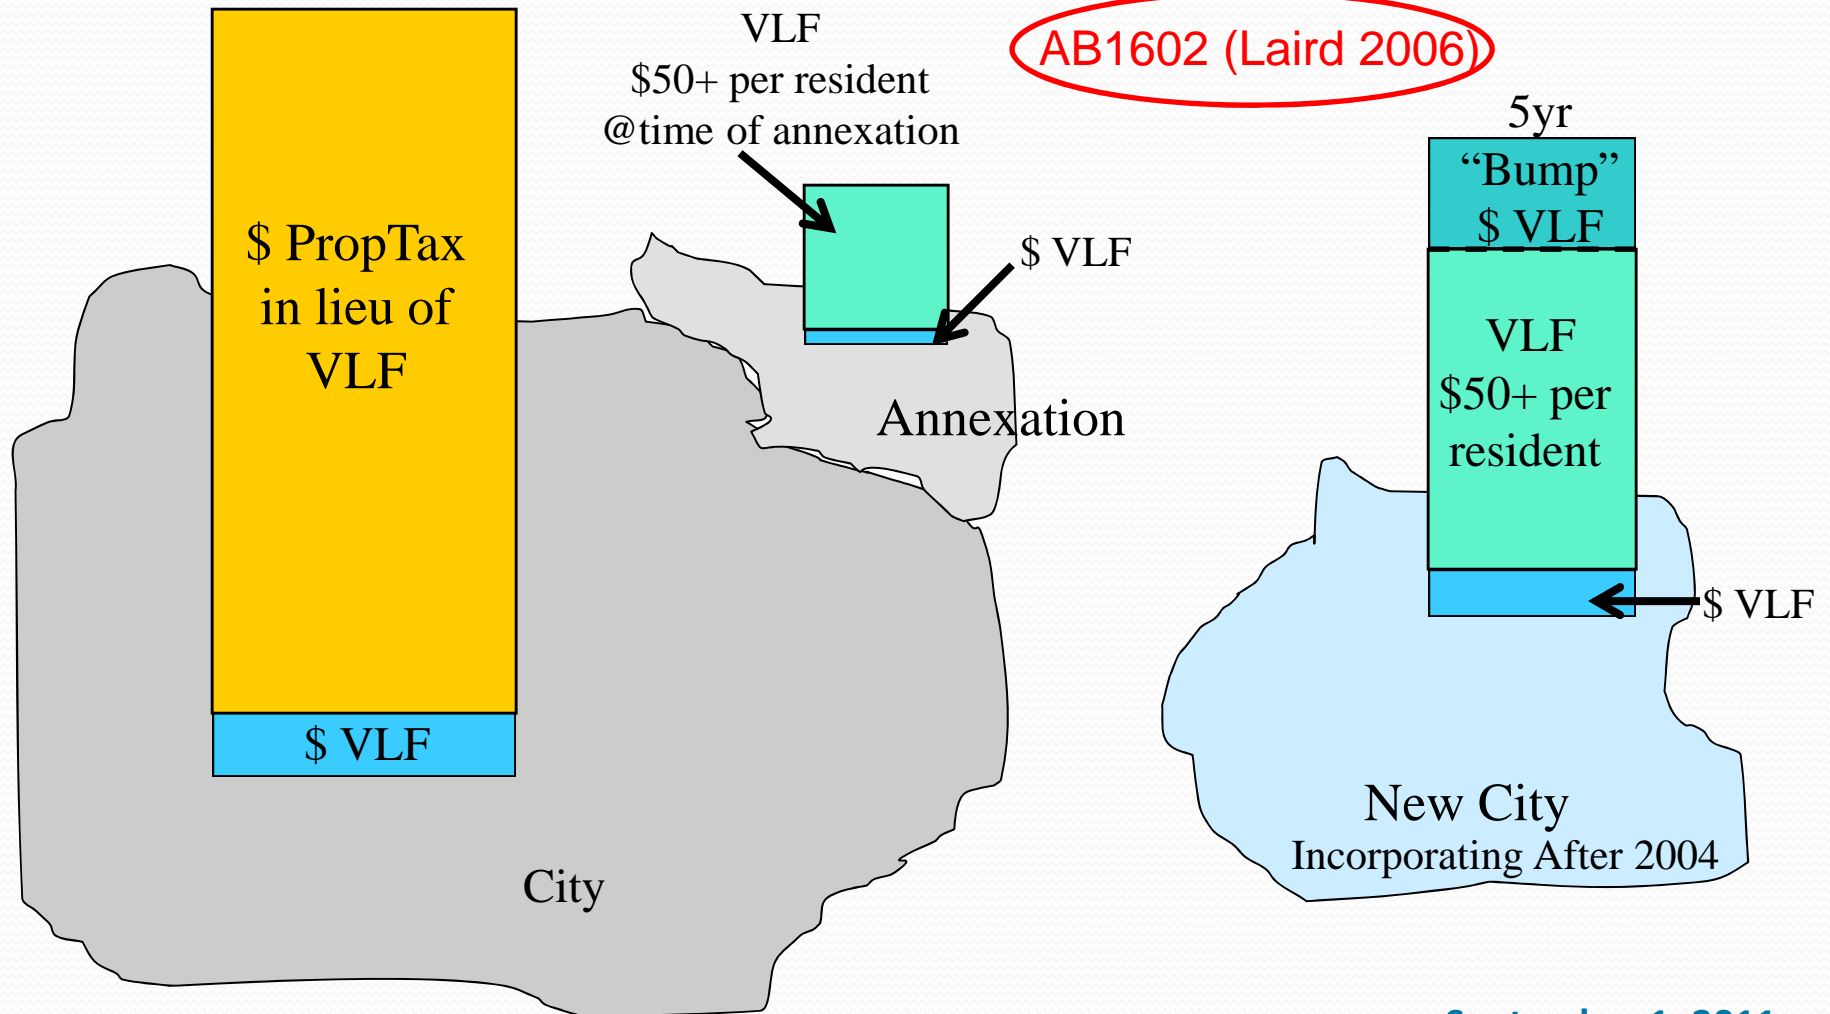 VLF
$50+ per resident
@time of annexation
AB1602 (Laird 2006)
5yr
“Bump”
$ VLF
$ PropTax
in lieu of
VLF
$ VLF
VLF
$50+ per
resident
Annexation
$ VLF
$ VLF
New City
Incorporating After 2004
City